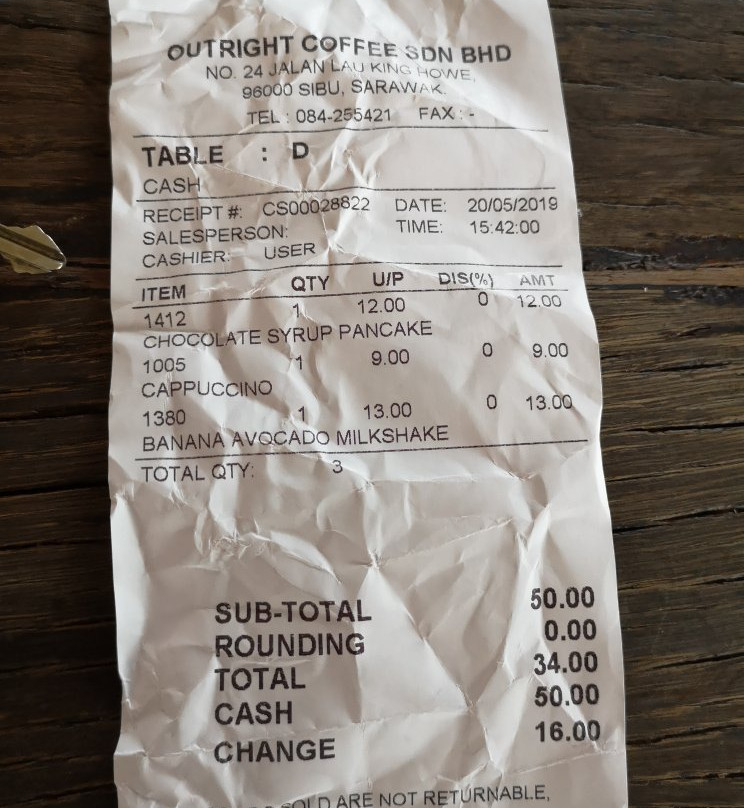 OUTRIGHT COFFEE SDN BHD
NO. 24 JALAN LAU KING HOWE,
96000 SIBU, SARAWAK.
TEL : 084-255421 FAX : -
TABLE : D
CASH
RECEIPT #: CS00028822 DATE: 20/05/2019
SALESPERSON: TIME: 15:42:00
CASHIER: USER
ITEM QTY U/P DIS(%) AMT
1412 1 12.00 0 12.00
CHOCOLATE SYRUP PANCAKE
1005 1 9.00 0 9.00
CAPPUCCINO
1380 1 13.00 0 13.00
BANANA AVOCADO MILKSHAKE
TOTAL QTY: 3
SUB-TOTAL 50.00
ROUNDING 0.00
TOTAL 34.00
CASH 50.00
CHANGE 16.00
SOLD ARE NOT RETURNABLE,